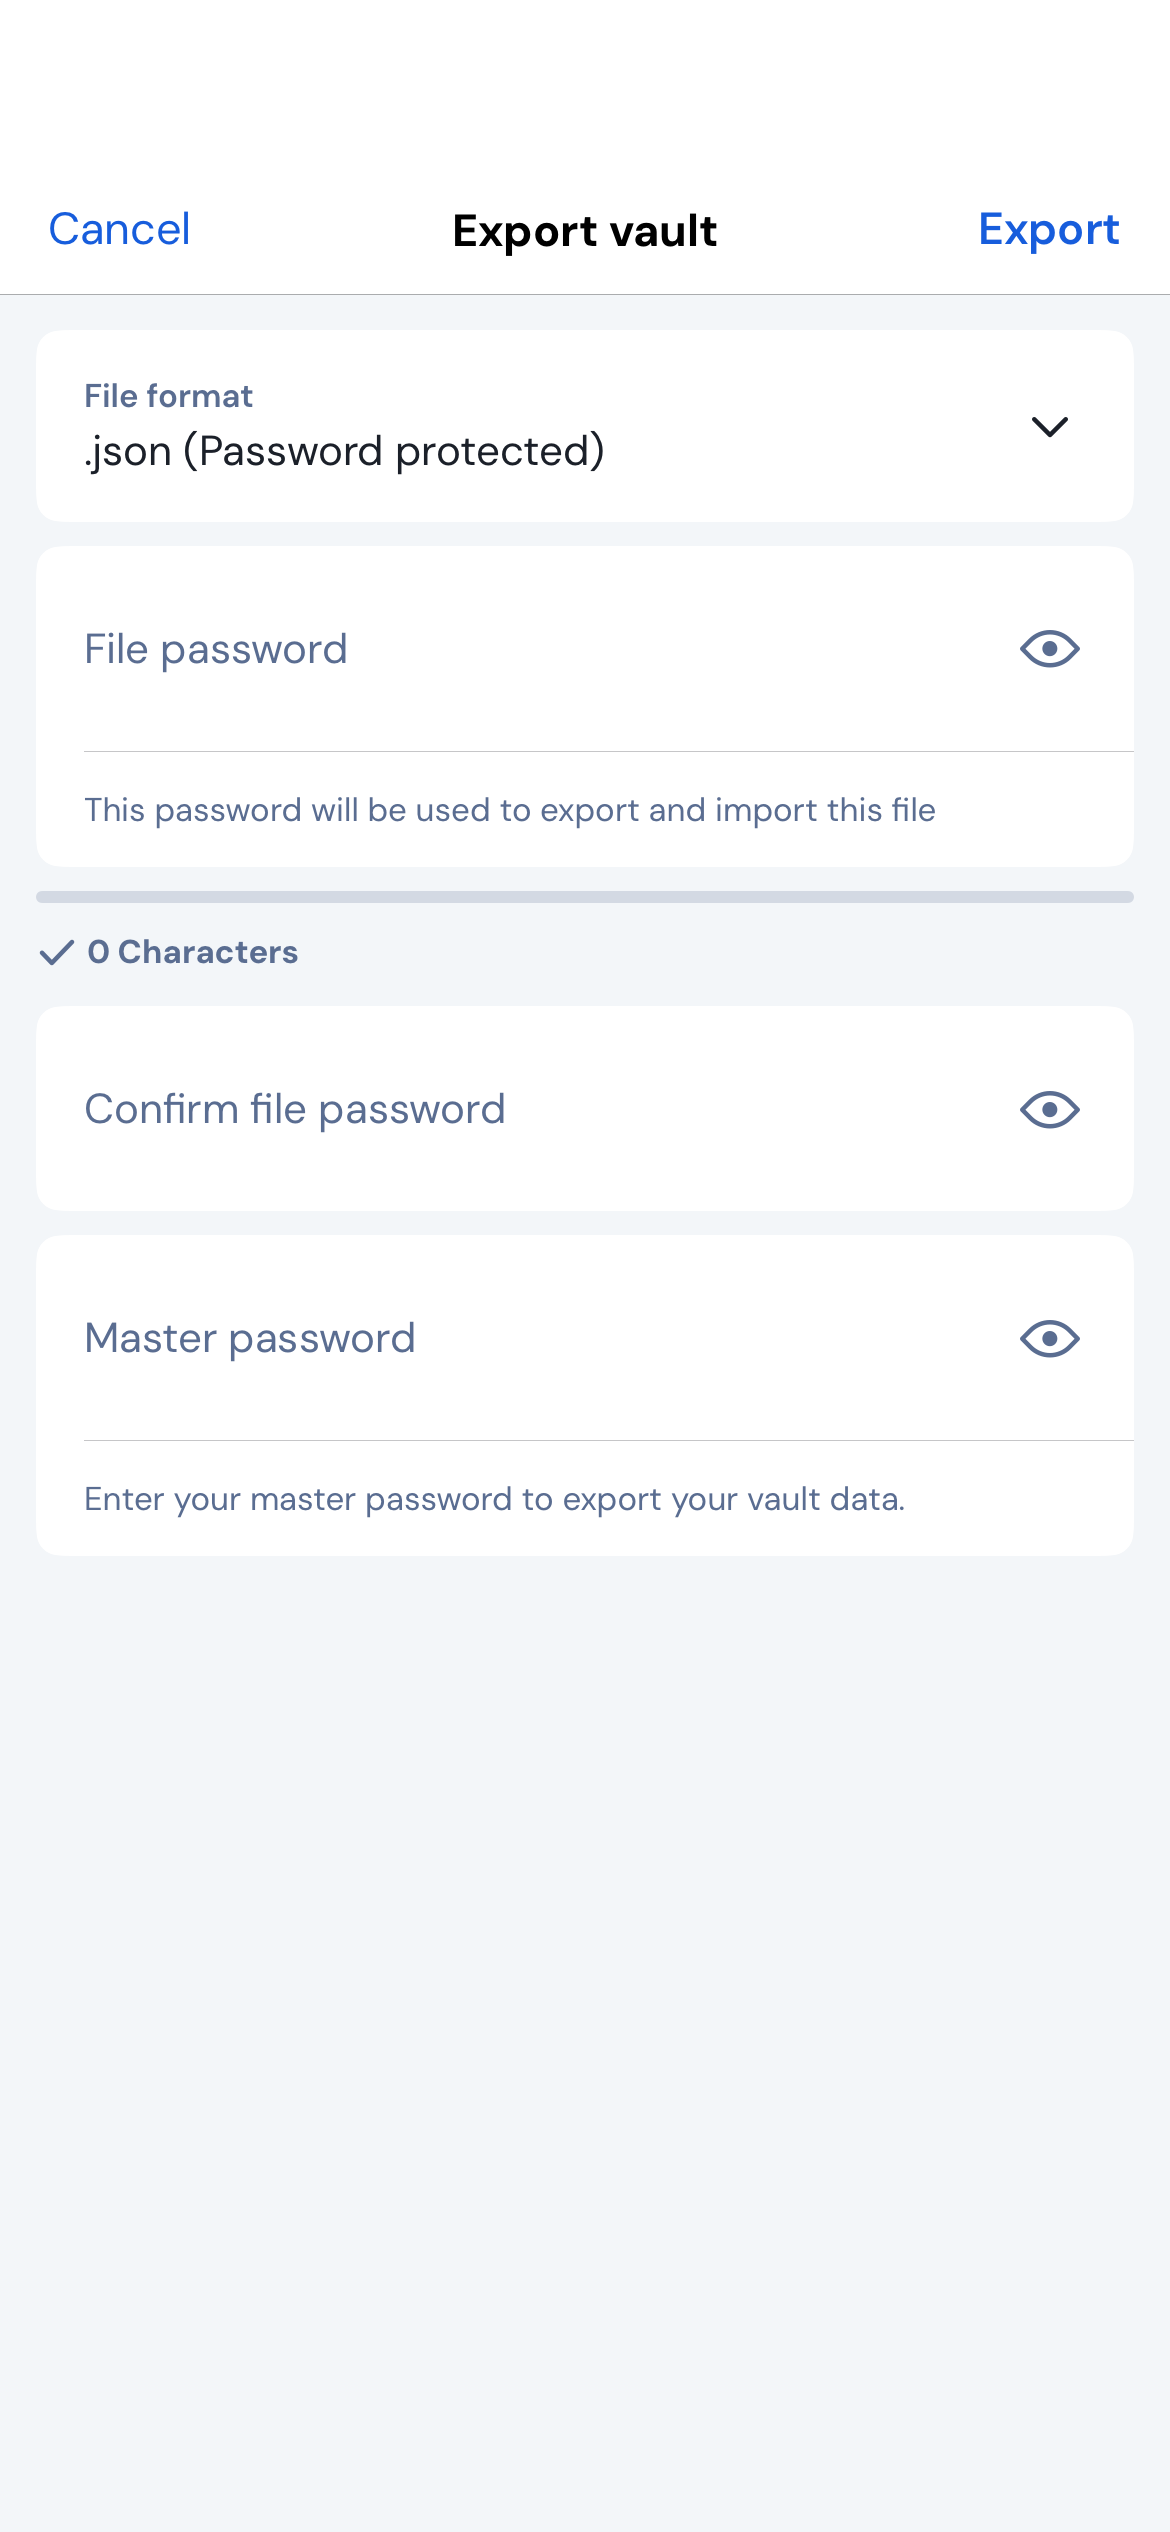 Cancel
Export vault
Export
File format
.json (Password protected)
File password
This password will be used to export and import this file
0 Characters
Confirm file password
Master password
Enter your master password to export your vault data.